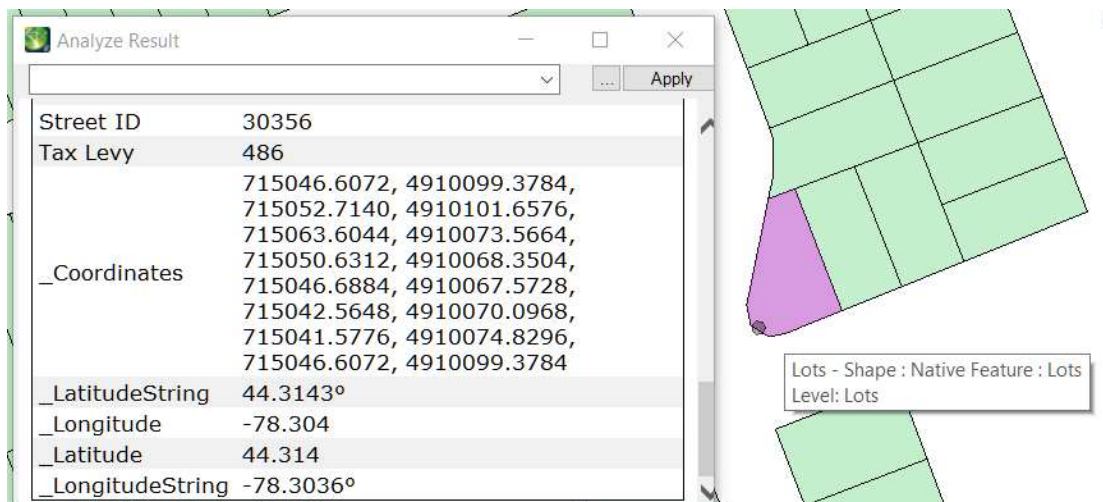 Analyze Result
... Apply
Street ID 30356
Tax Levy 486
_Coordinates
715046.6072, 4910099.3784,
715052.7140, 4910101.6576,
715063.6044, 4910073.5664,
715050.6312, 4910068.3504,
715046.6884, 4910067.5728,
715042.5648, 4910070.0968,
715041.5776, 4910074.8296,
715046.6072, 4910099.3784
_LatitudeString 44.3143º
_Longitude -78.304
_Latitude 44.314
_LongitudeString -78.3036º
Lots - Shape : Native Feature : Lots
Level: Lots